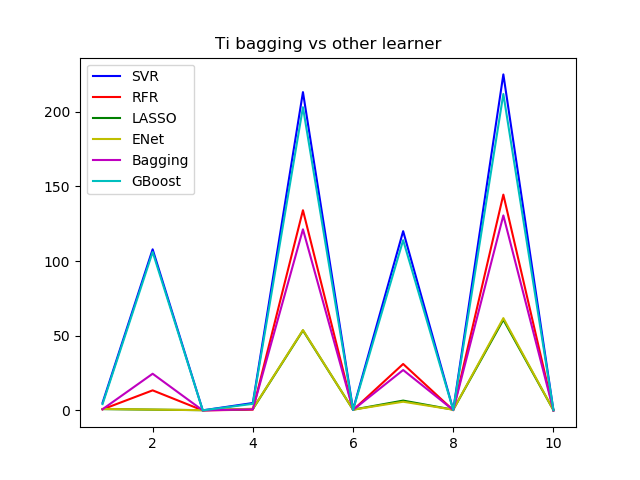 Ti bagging vs other learner
SVR
RFR
LASSO
ENet
Bagging
GBoost
200
150
100
50
0
2 4 6 8 10